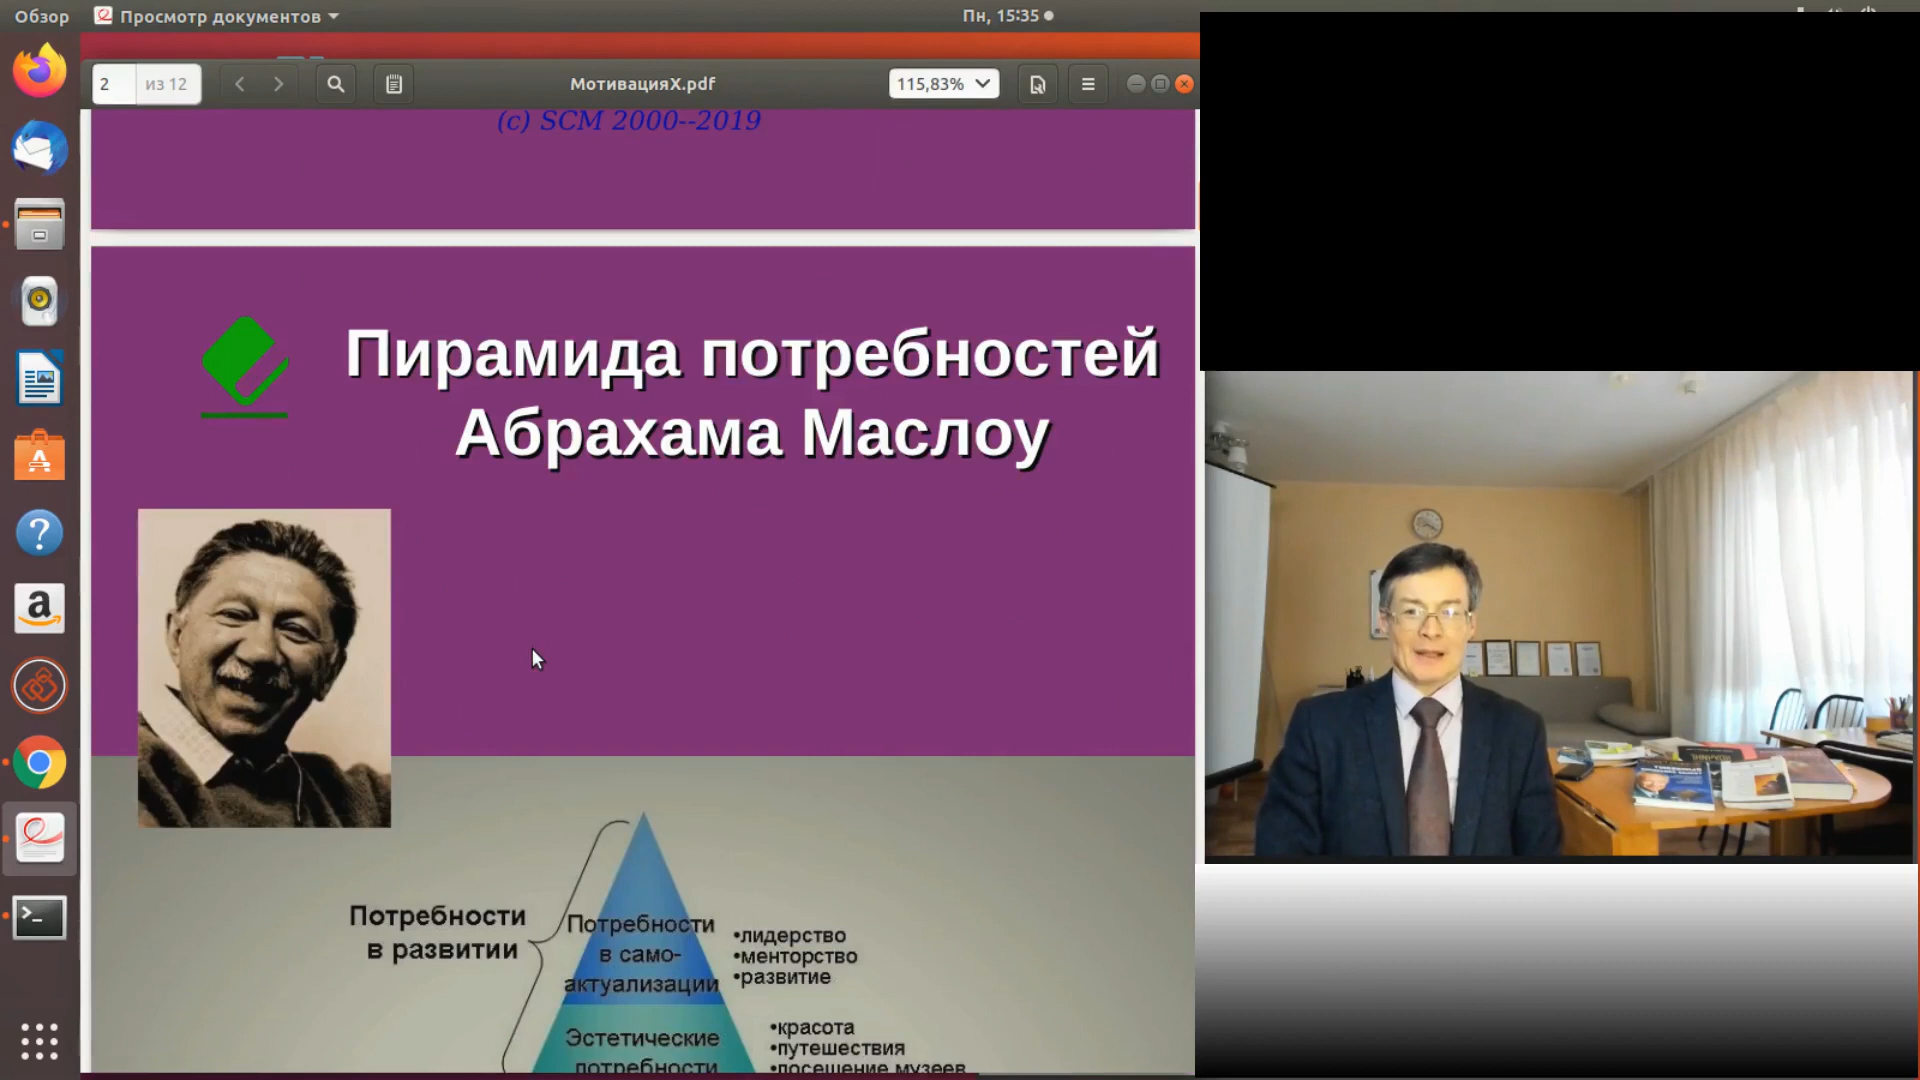 Обзор
Просмотр документов
Пн, 15:35
2
из 12
МотивацияX.pdf
115,83%
(c) SCM 2000--2019
Пирамида потребностей
Абрахама Маслоу
Потребности
в развитии
Потребности
в само-
актуализации
•лидерство
•менторство
•развитие
Эстетические
потребности
•красота
•путешествия
•посещение музеев